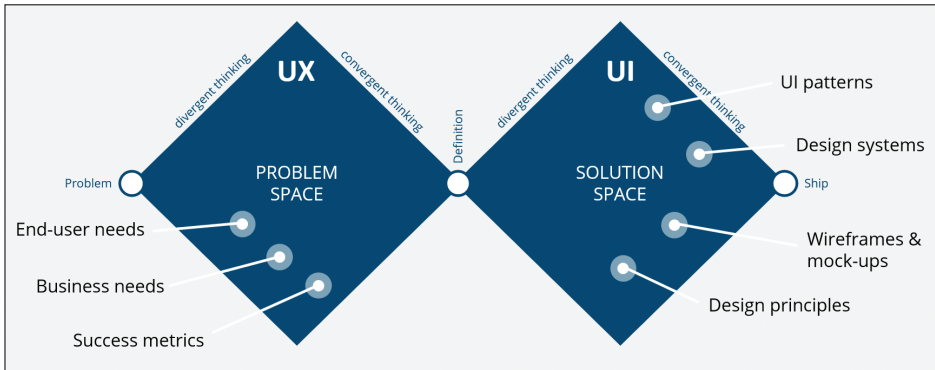 UX
divergent thinking
convergent thinking
Problem
PROBLEM
SPACE
End-user needs
Business needs
Success metrics
Definition
UI
divergent thinking
convergent thinking
SOLUTION
SPACE
UI patterns
Design systems
Ship
Wireframes &
mock-ups
Design principles